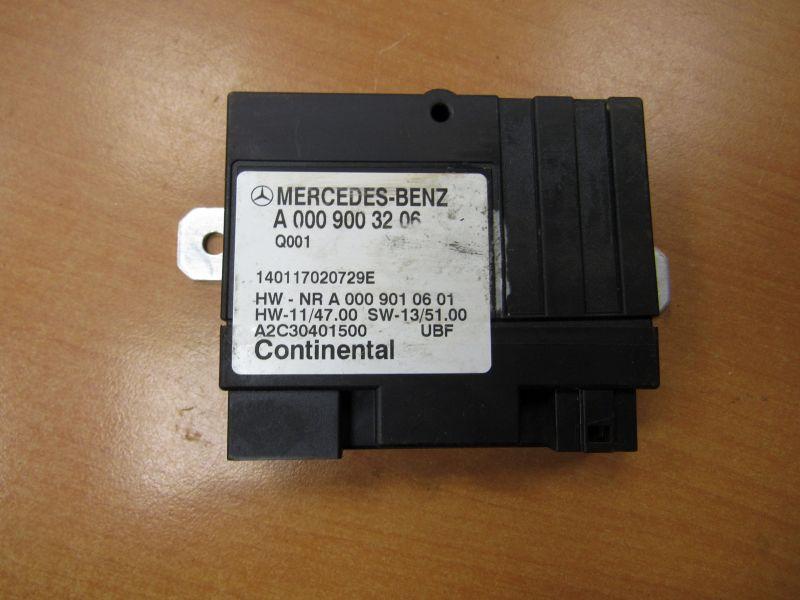 MERCEDES-BENZ
A 000 900 32 06
Q001
140117020729E
HW - NR A 000 901 06 01
HW-11/47.00 SW-13/51.00
A2C30401500 UBF
Continental